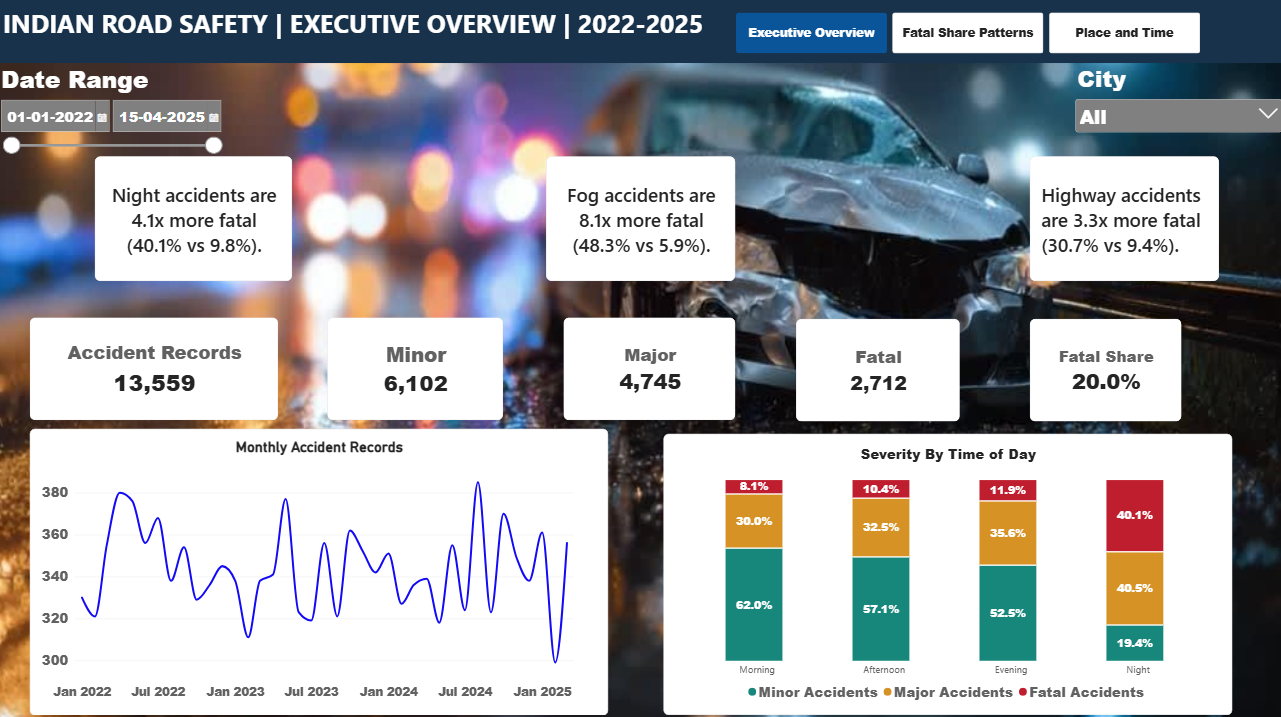 INDIAN ROAD SAFETY | EXECUTIVE OVERVIEW | 2022-2025
Executive Overview
Fatal Share Patterns
Place and Time
Date Range
City
01-01-2022
15-04-2025
All
Night accidents are
4.1x more fatal
(40.1% vs 9.8%).
Fog accidents are
8.1x more fatal
(48.3% vs 5.9%).
Highway accidents
are 3.3x more fatal
(30.7% vs 9.4%).
Accident Records
13,559
Minor
6,102
Major
4,745
Fatal
2,712
Fatal Share
20.0%
Monthly Accident Records
380
360
340
320
300
Jan 2022
Jul 2022
Jan 2023
Jul 2023
Jan 2024
Jul 2024
Jan 2025
Severity By Time of Day
8.1%
10.4%
11.9%
40.1%
30.0%
32.5%
35.6%
40.5%
62.0%
57.1%
52.5%
19.4%
Morning
Afternoon
Evening
Night
Minor Accidents
Major Accidents
Fatal Accidents